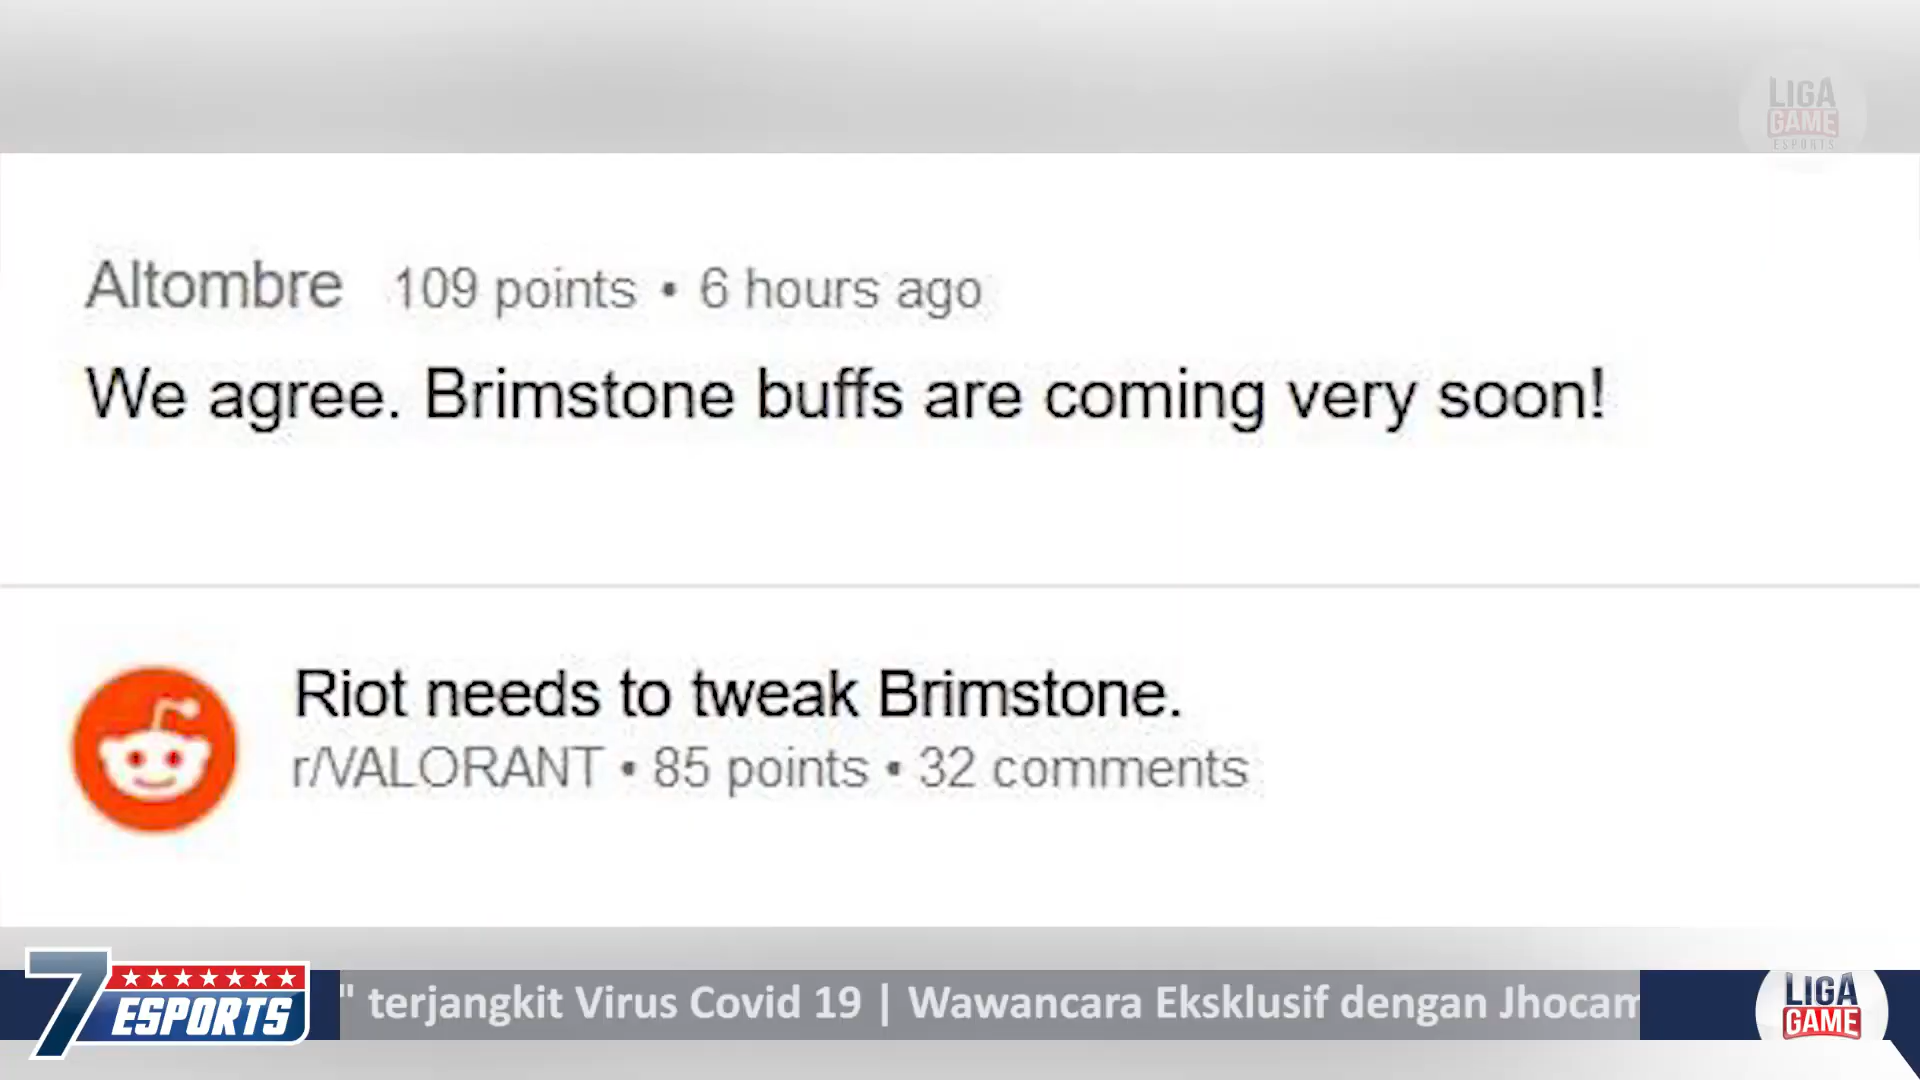 LIGA
GAME
ESPORTS
Altombre 109 points • 6 hours ago
We agree. Brimstone buffs are coming very soon!
Riot needs to tweak Brimstone.
r/VALORANT • 85 points • 32 comments
7 ESPORTS
" terjangkit Virus Covid 19 | Wawancara Eksklusif dengan Jhocam
LIGA
GAME